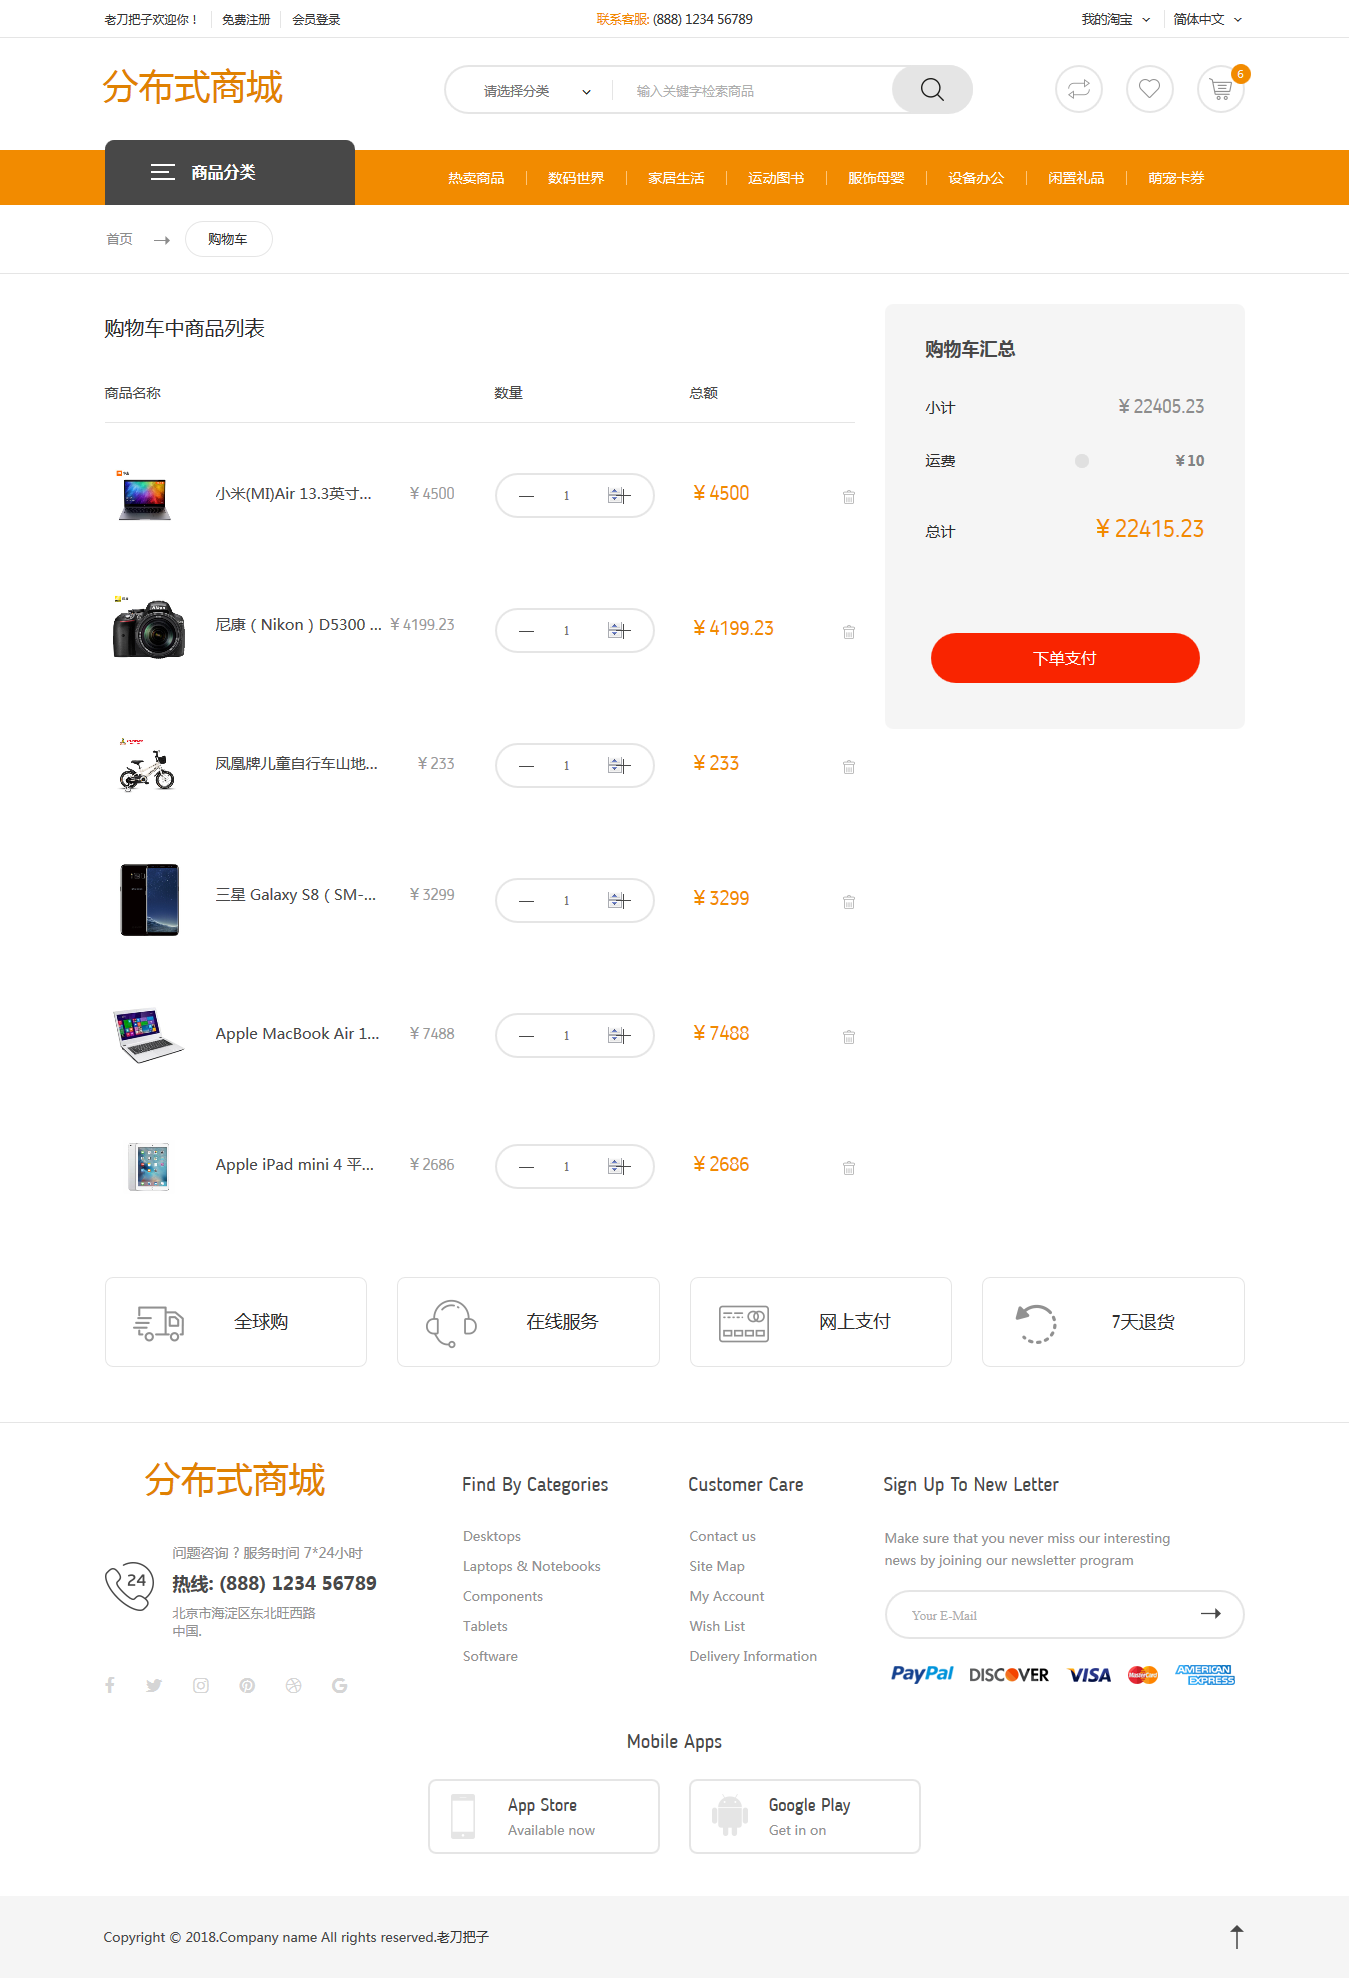 老刀把子欢迎你！ 免费注册 会员登录
联系客服: (888) 1234 56789
我的淘宝 简体中文
分布式商城
请选择分类 输入关键字检索商品
6
商品分类
热卖商品 数码世界 家居生活 运动图书 服饰母婴 设备办公 闲置礼品 萌宠卡券
首页 购物车
购物车中商品列表
商品名称 数量 总额
小米(MI)Air 13.3英寸... ¥ 4500 1 ¥ 4500
尼康（Nikon）D5300 ... ¥ 4199.23 1 ¥ 4199.23
凤凰牌儿童自行车山地... ¥ 233 1 ¥ 233
三星 Galaxy S8（SM-... ¥ 3299 1 ¥ 3299
Apple MacBook Air 1... ¥ 7488 1 ¥ 7488
Apple iPad mini 4 平... ¥ 2686 1 ¥ 2686
购物车汇总
小计 ¥ 22405.23
运费 ¥ 10
总计 ¥ 22415.23
下单支付
全球购 在线服务 网上支付 7天退货
分布式商城
问题咨询？服务时间 7*24小时
24
热线: (888) 1234 56789
北京市海淀区东北旺西路
中国.
Find By Categories
Desktops
Laptops & Notebooks
Components
Tablets
Software
Customer Care
Contact us
Site Map
My Account
Wish List
Delivery Information
Sign Up To New Letter
Make sure that you never miss our interesting
news by joining our newsletter program
Your E-Mail
PayPal DISCOVER VISA MasterCard AMERICAN EXPRESS
Mobile Apps
App Store
Available now
Google Play
Get in on
Copyright © 2018.Company name All rights reserved.老刀把子